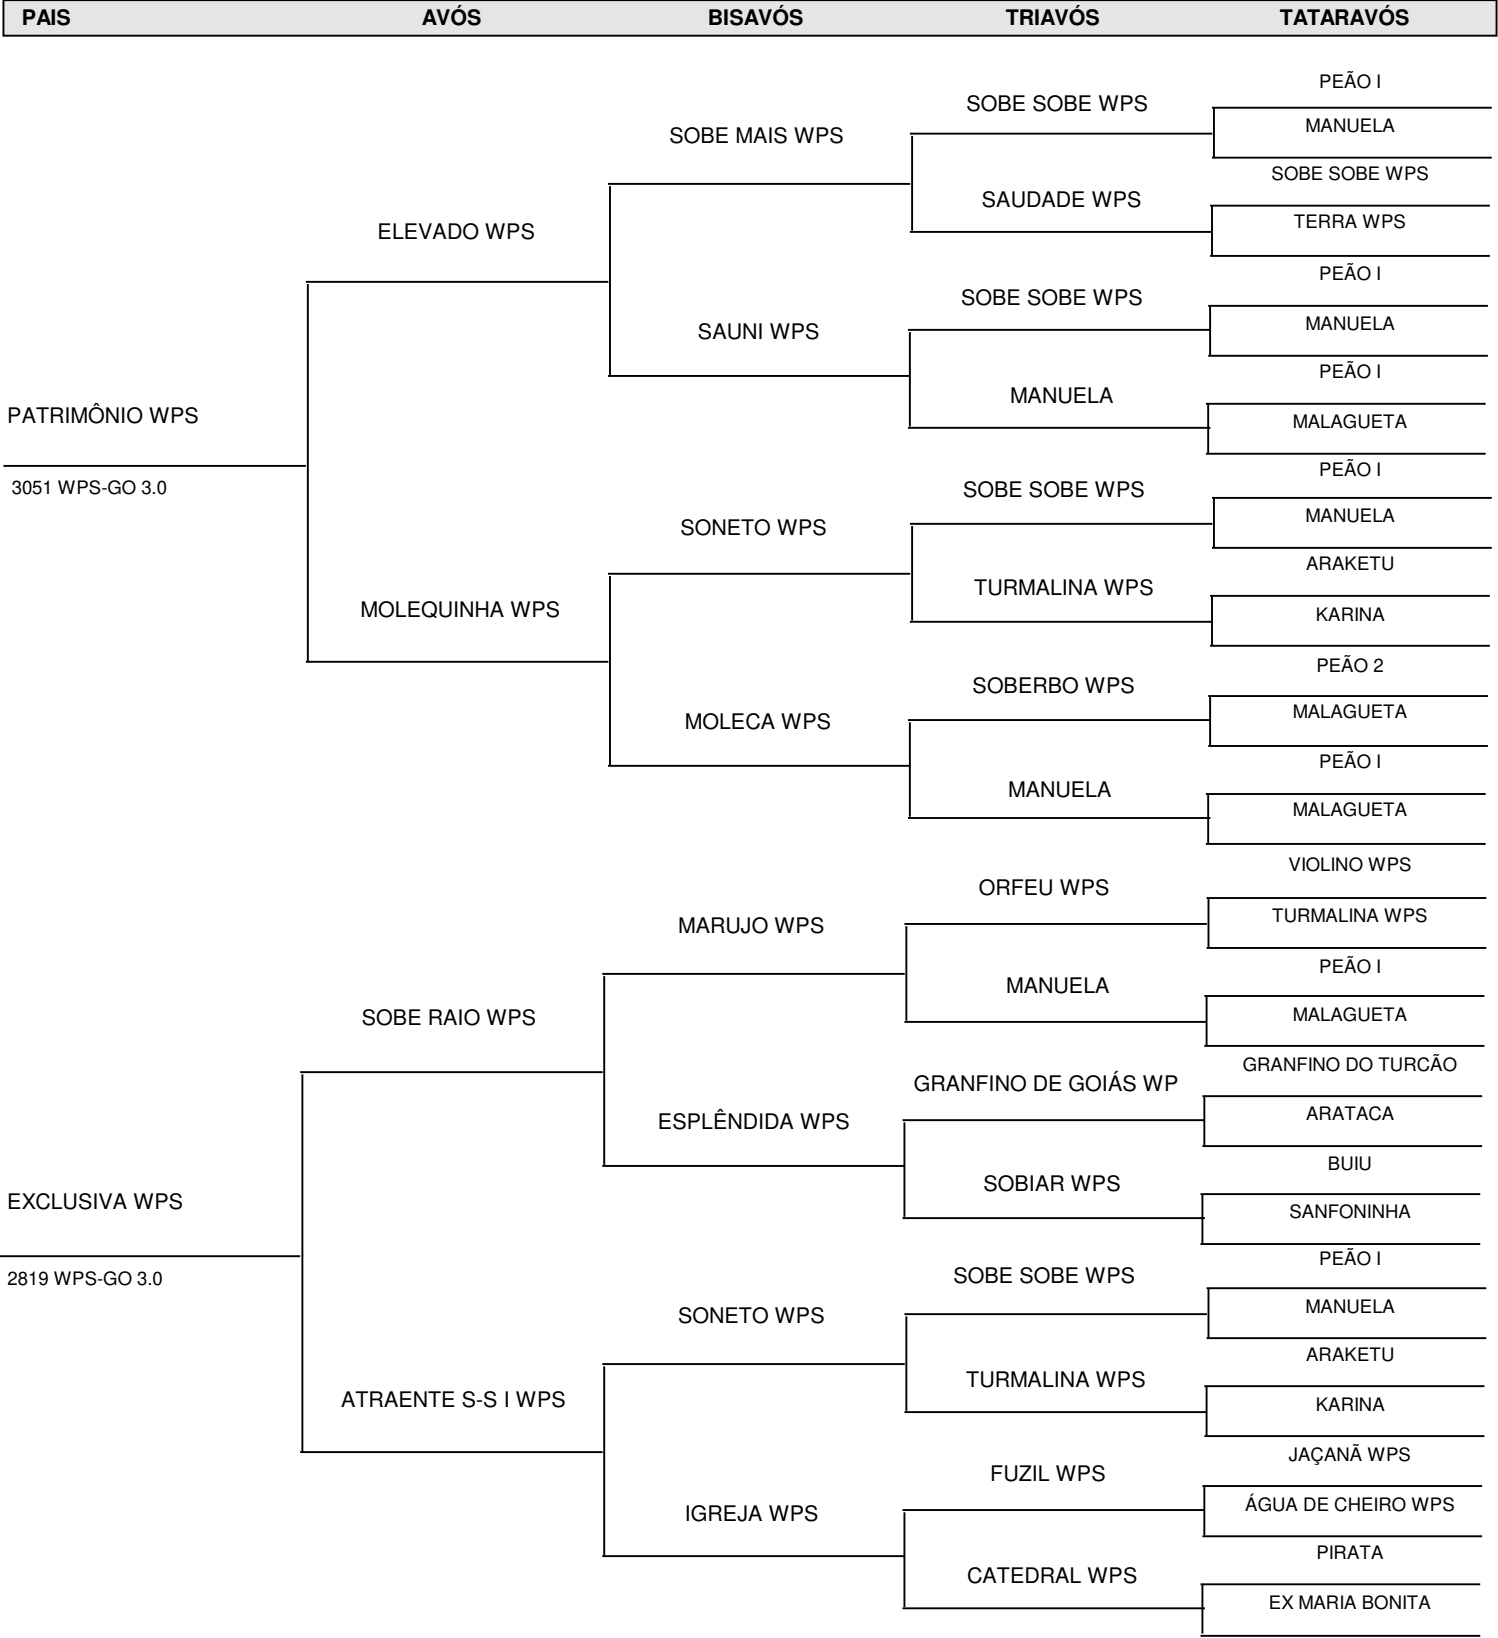 PAIS AVÓS BISAVÓS TRIAVÓS TATARAVÓS
PEÃO I
SOBE SOBE WPS
MANUELA
SOBE MAIS WPS
SOBE SOBE WPS
SAUDADE WPS
TERRA WPS
ELEVADO WPS
PEÃO I
SOBE SOBE WPS
MANUELA
SAUNI WPS
PEÃO I
MANUELA
MALAGUETA
PATRIMÔNIO WPS
3051 WPS-GO 3.0
PEÃO I
SOBE SOBE WPS
MANUELA
SONETO WPS
ARAKETU
TURMALINA WPS
KARINA
MOLEQUINHA WPS
PEÃO 2
SOBERBO WPS
MALAGUETA
MOLECA WPS
PEÃO I
MANUELA
MALAGUETA
VIOLINO WPS
ORFEU WPS
TURMALINA WPS
MARUJO WPS
PEÃO I
MANUELA
MALAGUETA
SOBE RAIO WPS
GRANFINO DO TURCÃO
GRANFINO DE GOIÁS WP
ARATACA
ESPLÊNDIDA WPS
BUIU
SOBIAR WPS
SANFONINHA
EXCLUSIVA WPS
2819 WPS-GO 3.0
PEÃO I
SOBE SOBE WPS
MANUELA
SONETO WPS
ARAKETU
TURMALINA WPS
KARINA
ATRAENTE S-S I WPS
JAÇANÃ WPS
FUZIL WPS
ÁGUA DE CHEIRO WPS
IGREJA WPS
PIRATA
CATEDRAL WPS
EX MARIA BONITA